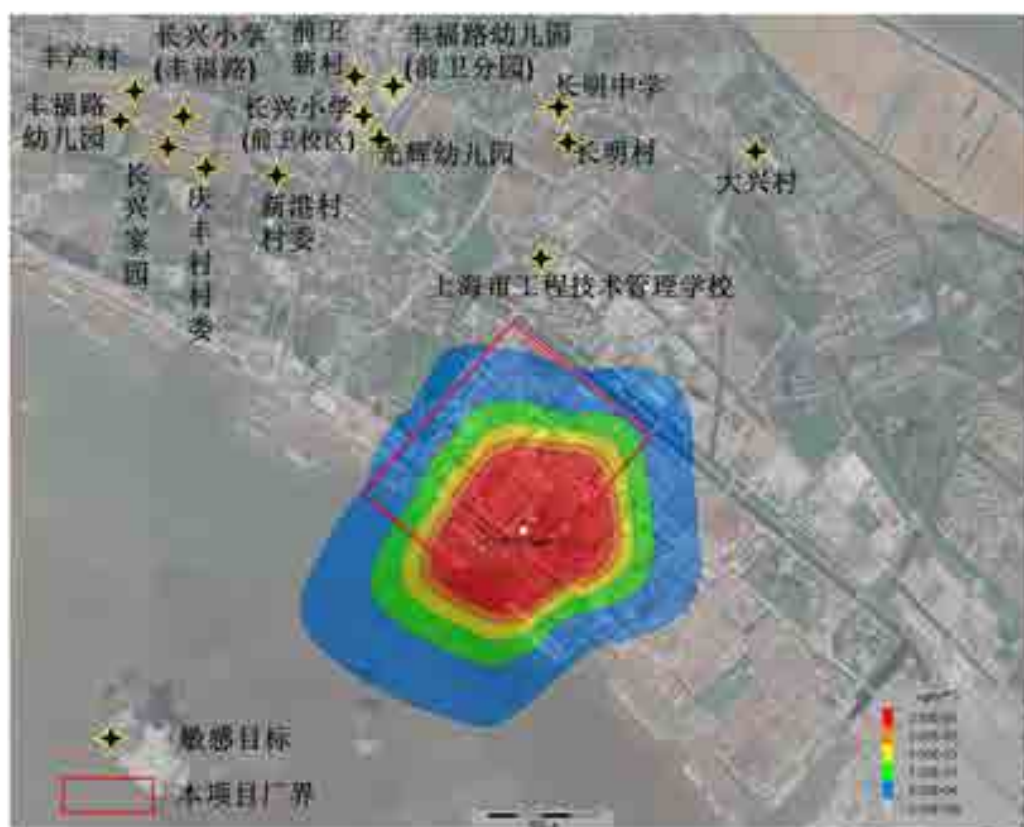 丰产村
长兴小学
(丰福路)
前卫
新村
丰福路幼儿园
(前卫分园)
长明中学
丰福路
幼儿园
长兴小学
(前卫校区)
光辉幼儿园
长明村
大兴村
长兴家园
庆丰村村委
新港村
村委
上海市工程技术管理学校
敏感目标
本项目厂界